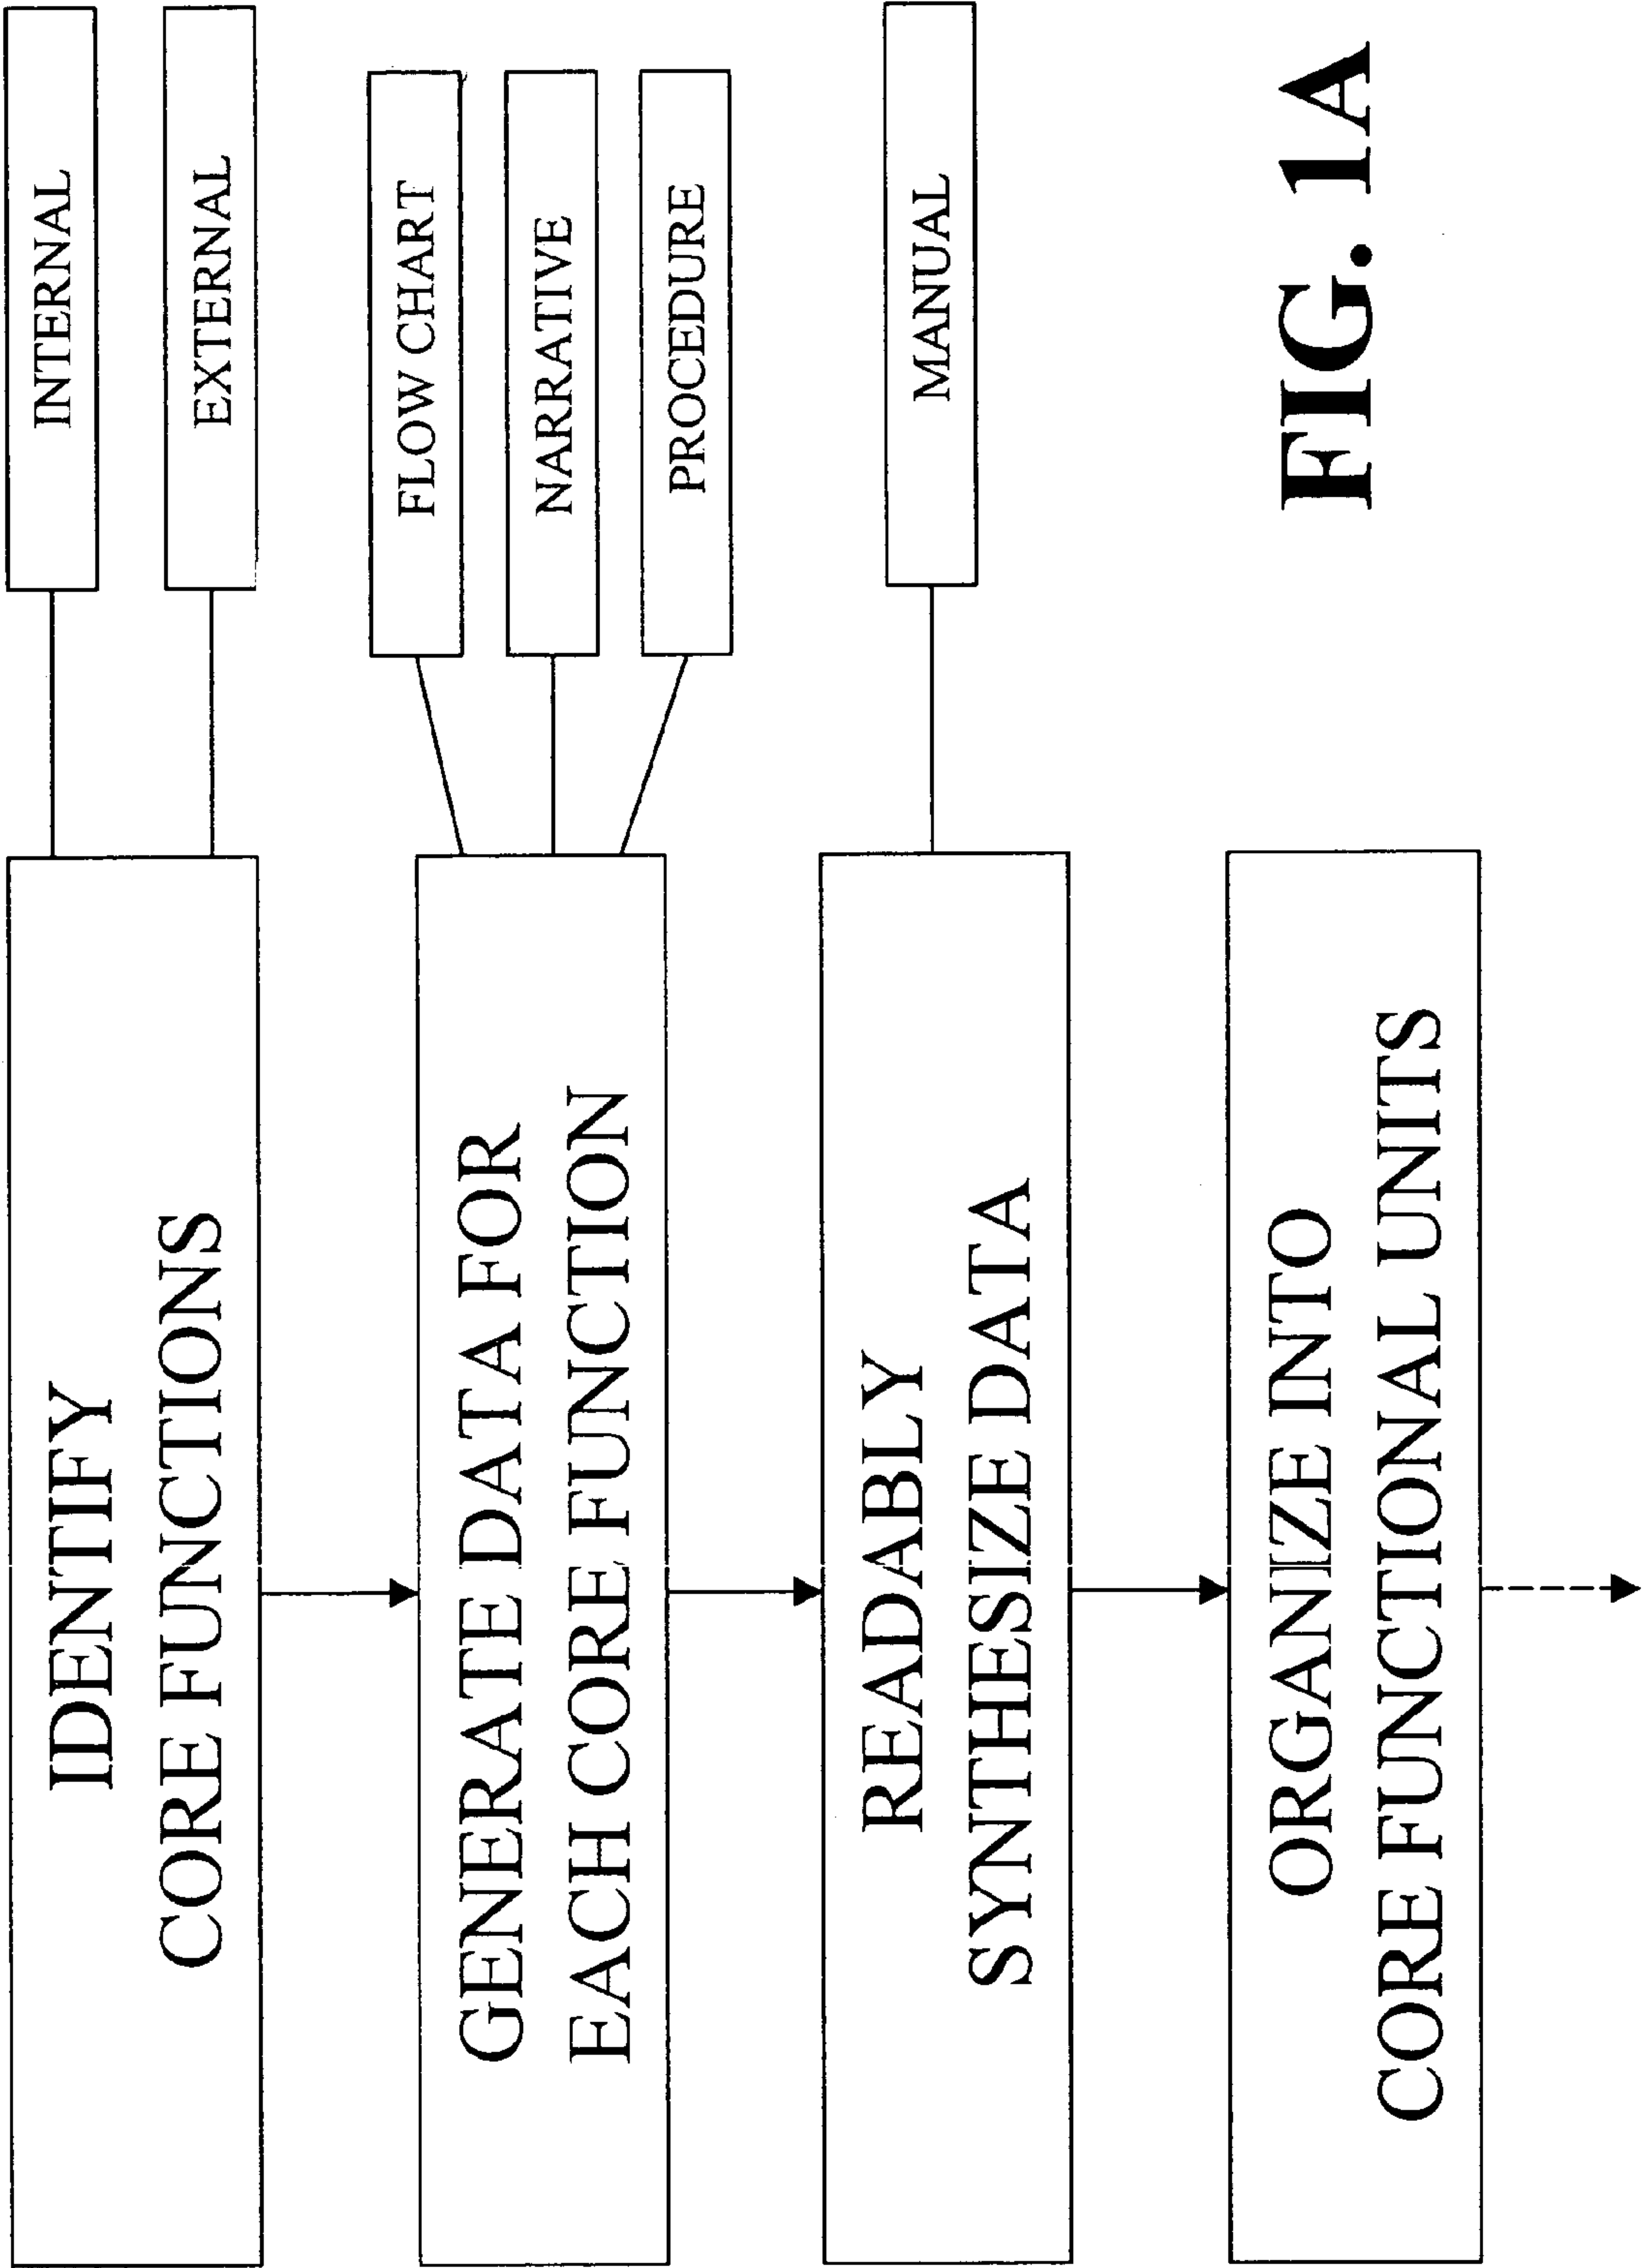 IDENTIFY
CORE FUNCTIONS
INTERNAL
EXTERNAL
GENERATE DATA FOR
EACH CORE FUNCTION
FLOW CHART
NARRATIVE
PROCEDURE
READABLY
SYNTHESIZE DATA
MANUAL
ORGANIZE INTO
CORE FUNCTIONAL UNITS
FIG. 1A